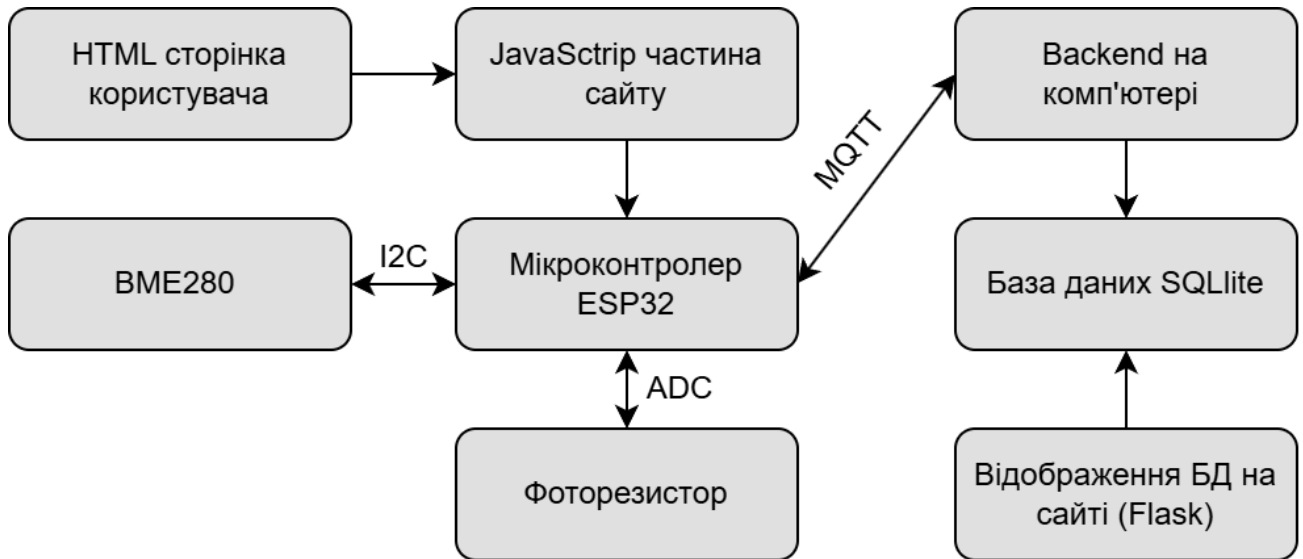 HTML сторінка
користувача
JavaSctrip частина
сайту
Backend на
комп'ютері
MQTT
BME280
I2C
Мікроконтролер
ESP32
База даних SQLlite
ADC
Фоторезистор
Відображення БД на
сайті (Flask)